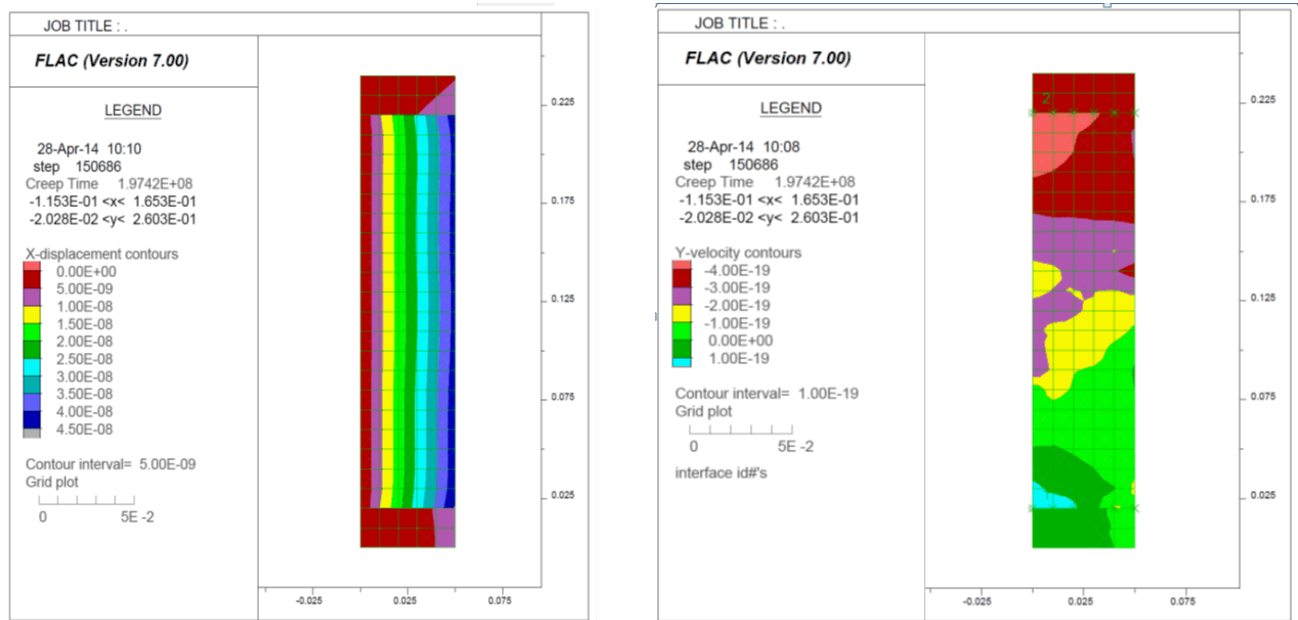 JOB TITLE : .
FLAC (Version 7.00)
LEGEND
28-Apr-14 10:10
step 150686
Creep Time 1.9742E+08
-1.153E-01 <x< 1.653E-01
-2.028E-02 <y< 2.603E-01
X-displacement contours
0.00E+00
5.00E-09
1.00E-08
1.50E-08
2.00E-08
2.50E-08
3.00E-08
3.50E-08
4.00E-08
4.50E-08
Contour interval= 5.00E-09
Grid plot
0 5E -2
0.225
0.175
0.125
0.075
0.025
-0.025 0.025 0.075
JOB TITLE : .
FLAC (Version 7.00)
LEGEND
28-Apr-14 10:08
step 150686
Creep Time 1.9742E+08
-1.153E-01 <x< 1.653E-01
-2.028E-02 <y< 2.603E-01
Y-velocity contours
-4.00E-19
-3.00E-19
-2.00E-19
-1.00E-19
0.00E+00
1.00E-19
Contour interval= 1.00E-19
Grid plot
0 5E -2
interface id#'s
2
1
0.225
0.175
0.125
0.075
0.025
-0.025 0.025 0.075